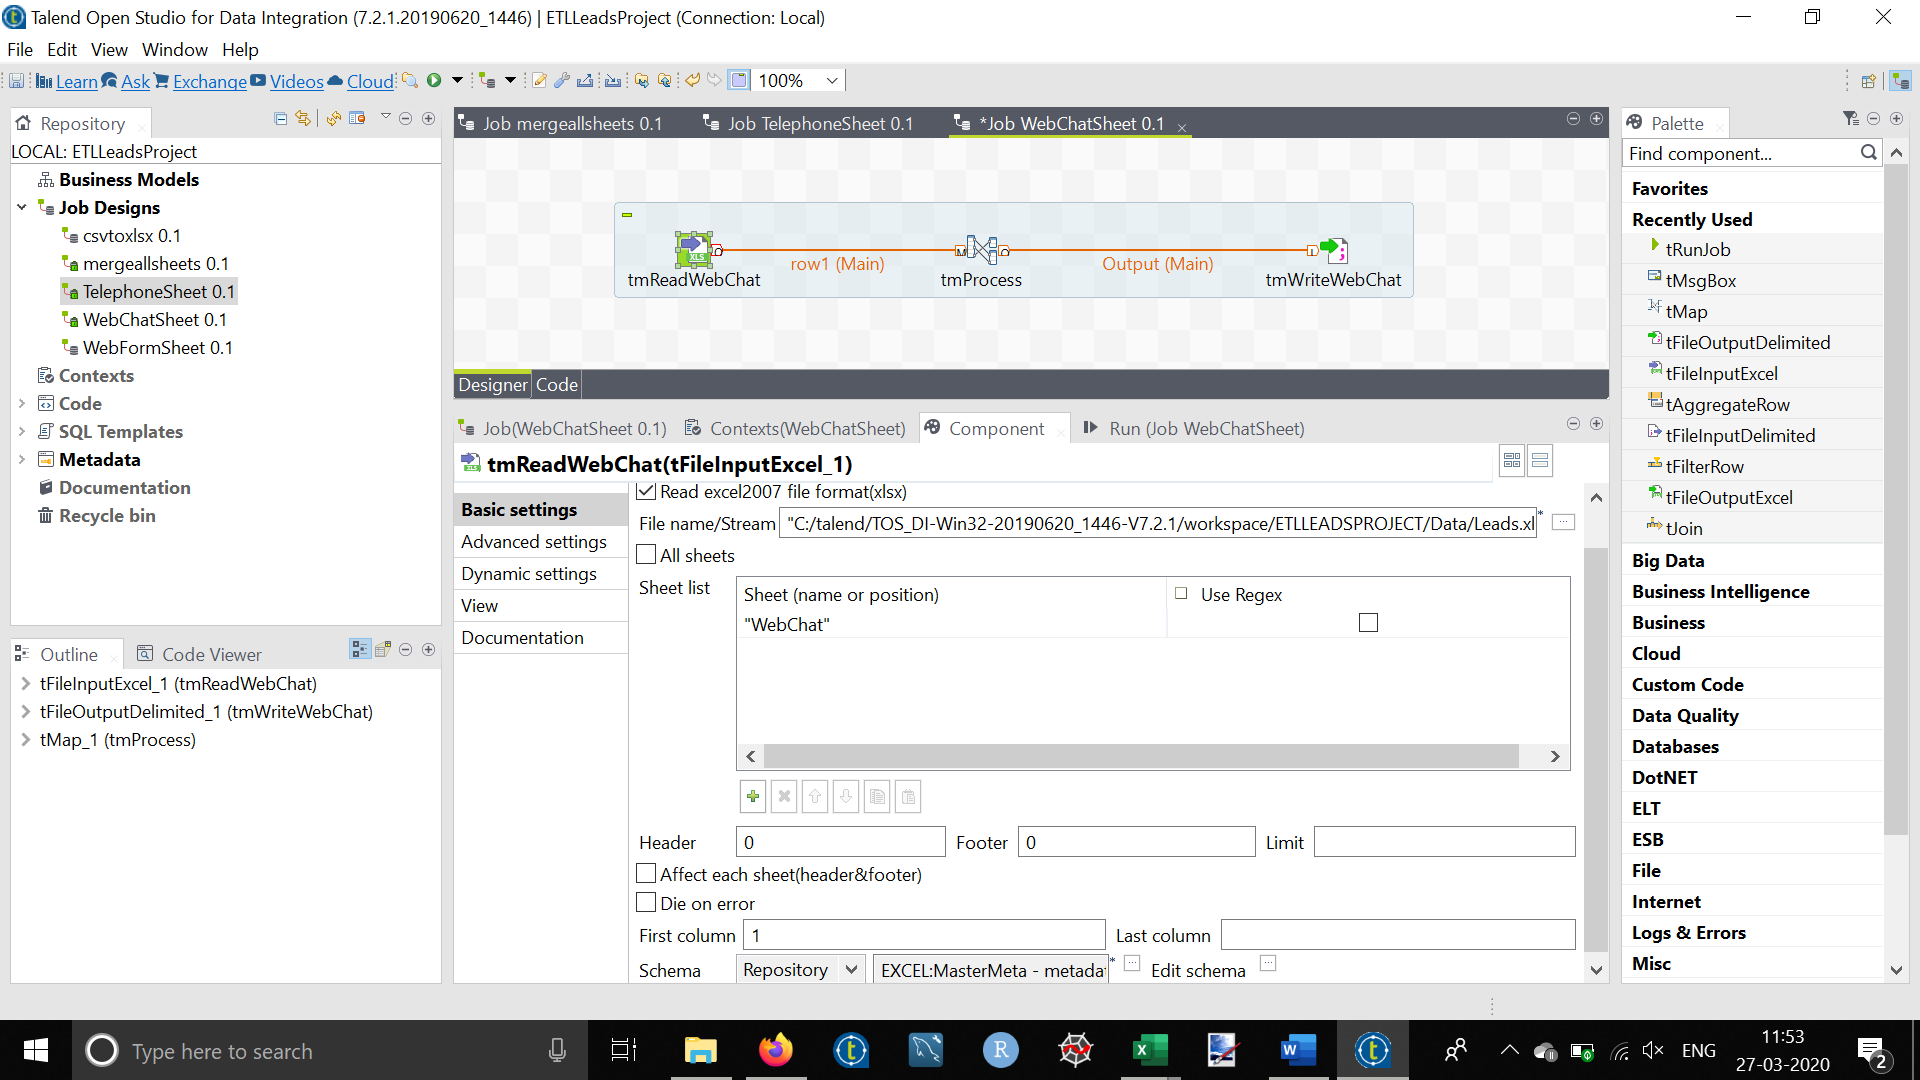 Talend Open Studio for Data Integration (7.2.1.20190620_1446) | ETLLeadsProject (Connection: Local)
File Edit View Window Help
Learn Ask Exchange Videos Cloud 100%
Repository
LOCAL: ETLLeadsProject
Business Models
Job Designs
csvtoxlsx 0.1
mergeallsheets 0.1
TelephoneSheet 0.1
WebChatSheet 0.1
WebFormSheet 0.1
Contexts
Code
SQL Templates
Metadata
Documentation
Recycle bin
Outline Code Viewer
tFileInputExcel_1 (tmReadWebChat)
tFileOutputDelimited_1 (tmWriteWebChat)
tMap_1 (tmProcess)
Job mergeallsheets 0.1 Job TelephoneSheet 0.1 *Job WebChatSheet 0.1
row1 (Main) Output (Main)
tmReadWebChat tmProcess tmWriteWebChat
Designer Code
Job(WebChatSheet 0.1) Contexts(WebChatSheet) Component Run (Job WebChatSheet)
tmReadWebChat(tFileInputExcel_1)
Basic settings
Advanced settings
Dynamic settings
View
Documentation
Read excel2007 file format(xlsx)
File name/Stream "C:/talend/TOS_DI-Win32-20190620_1446-V7.2.1/workspace/ETLLEADSPROJECT/Data/Leads.xl *
All sheets
Sheet list Sheet (name or position) Use Regex
"WebChat"
Header 0 Footer 0 Limit
Affect each sheet(header&footer)
Die on error
First column 1 Last column
Schema Repository EXCEL:MasterMeta - metada * Edit schema
Palette
Find component...
Favorites
Recently Used
tRunJob
tMsgBox
tMap
tFileOutputDelimited
tFileInputExcel
tAggregateRow
tFileInputDelimited
tFilterRow
tFileOutputExcel
tJoin
Big Data
Business Intelligence
Business
Cloud
Custom Code
Data Quality
Databases
DotNET
ELT
ESB
File
Internet
Logs & Errors
Misc
Type here to search
ENG
11:53
27-03-2020
2